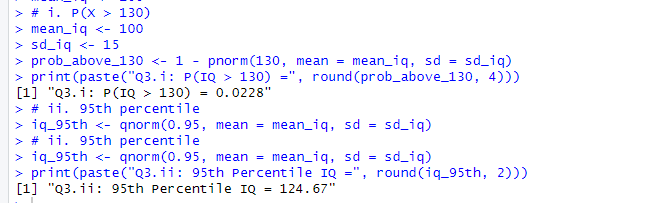 > # i. P(X > 130)
> mean_iq <- 100
> sd_iq <- 15
> prob_above_130 <- 1 - pnorm(130, mean = mean_iq, sd = sd_iq)
> print(paste("Q3.i: P(IQ > 130) =", round(prob_above_130, 4)))
[1] "Q3.i: P(IQ > 130) = 0.0228"
> # ii. 95th percentile
> iq_95th <- qnorm(0.95, mean = mean_iq, sd = sd_iq)
> # ii. 95th percentile
> iq_95th <- qnorm(0.95, mean = mean_iq, sd = sd_iq)
> print(paste("Q3.ii: 95th Percentile IQ =", round(iq_95th, 2)))
[1] "Q3.ii: 95th Percentile IQ = 124.67"
>